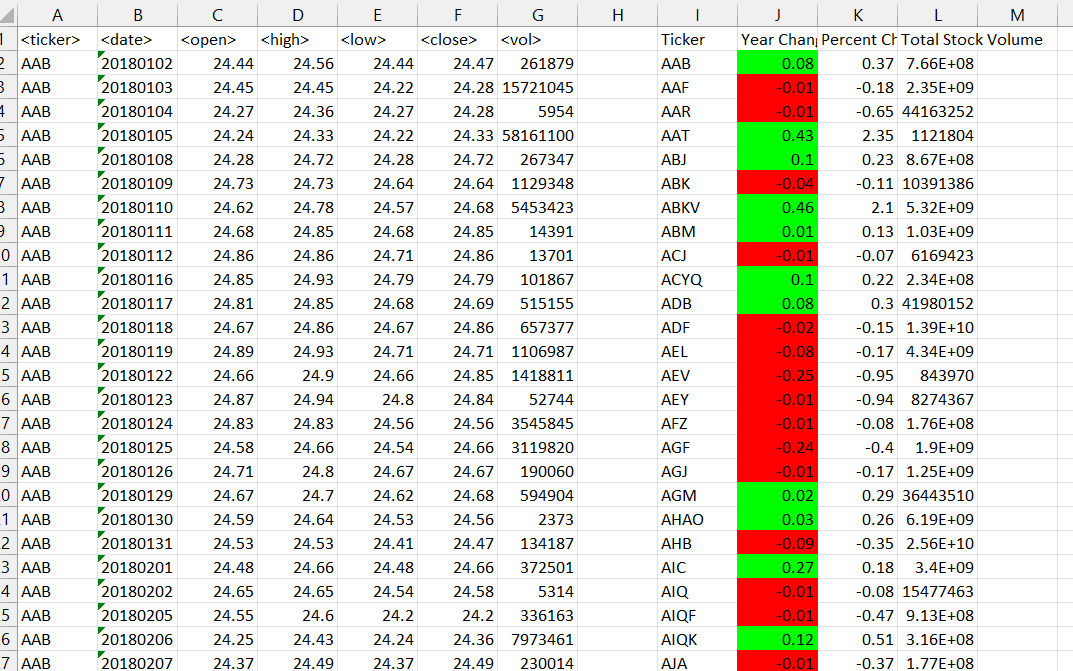 A B C D E F G H I J K L M
1 <ticker> <date> <open> <high> <low> <close> <vol> Ticker Year Chang Percent Ch Total Stock Volume
2 AAB 20180102 24.44 24.56 24.44 24.47 261879 AAB 0.08 0.37 7.66E+08
3 AAB 20180103 24.45 24.45 24.22 24.28 15721045 AAF -0.01 -0.18 2.35E+09
4 AAB 20180104 24.27 24.36 24.27 24.28 5954 AAR -0.01 -0.65 44163252
5 AAB 20180105 24.24 24.33 24.22 24.33 58161100 AAT 0.43 2.35 1121804
6 AAB 20180108 24.28 24.72 24.28 24.72 267347 ABJ 0.1 0.23 8.67E+08
7 AAB 20180109 24.73 24.73 24.64 24.64 1129348 ABK -0.04 -0.11 10391386
8 AAB 20180110 24.62 24.78 24.57 24.68 5453423 ABKV 0.46 2.1 5.32E+09
9 AAB 20180111 24.68 24.85 24.68 24.85 14391 ABM 0.01 0.13 1.03E+09
0 AAB 20180112 24.86 24.86 24.71 24.86 13701 ACJ -0.01 -0.07 6169423
1 AAB 20180116 24.85 24.93 24.79 24.79 101867 ACYQ 0.1 0.22 2.34E+08
2 AAB 20180117 24.81 24.85 24.68 24.69 515155 ADB 0.08 0.3 41980152
3 AAB 20180118 24.67 24.86 24.67 24.86 657377 ADF -0.02 -0.15 1.39E+10
4 AAB 20180119 24.89 24.93 24.71 24.71 1106987 AEL -0.08 -0.17 4.34E+09
5 AAB 20180122 24.66 24.9 24.66 24.85 1418811 AEV -0.25 -0.95 843970
6 AAB 20180123 24.87 24.94 24.8 24.84 52744 AEY -0.01 -0.94 8274367
7 AAB 20180124 24.83 24.83 24.56 24.56 3545845 AFZ -0.01 -0.08 1.76E+08
8 AAB 20180125 24.58 24.66 24.54 24.66 3119820 AGF -0.24 -0.4 1.9E+09
9 AAB 20180126 24.71 24.8 24.67 24.67 190060 AGJ -0.01 -0.17 1.25E+09
0 AAB 20180129 24.67 24.7 24.62 24.68 594904 AGM 0.02 0.29 36443510
1 AAB 20180130 24.59 24.64 24.53 24.56 2373 AHAO 0.03 0.26 6.19E+09
2 AAB 20180131 24.53 24.53 24.41 24.47 134187 AHB -0.09 -0.35 2.56E+10
3 AAB 20180201 24.48 24.66 24.48 24.66 372501 AIC 0.27 0.18 3.4E+09
4 AAB 20180202 24.65 24.65 24.54 24.58 5314 AIQ -0.01 -0.08 15477463
5 AAB 20180205 24.55 24.6 24.2 24.2 336163 AIQF -0.01 -0.47 9.13E+08
6 AAB 20180206 24.25 24.43 24.24 24.36 7973461 AIQK 0.12 0.51 3.16E+08
7 AAB 20180207 24.37 24.49 24.37 24.49 230014 AJA -0.01 -0.37 1.77E+08